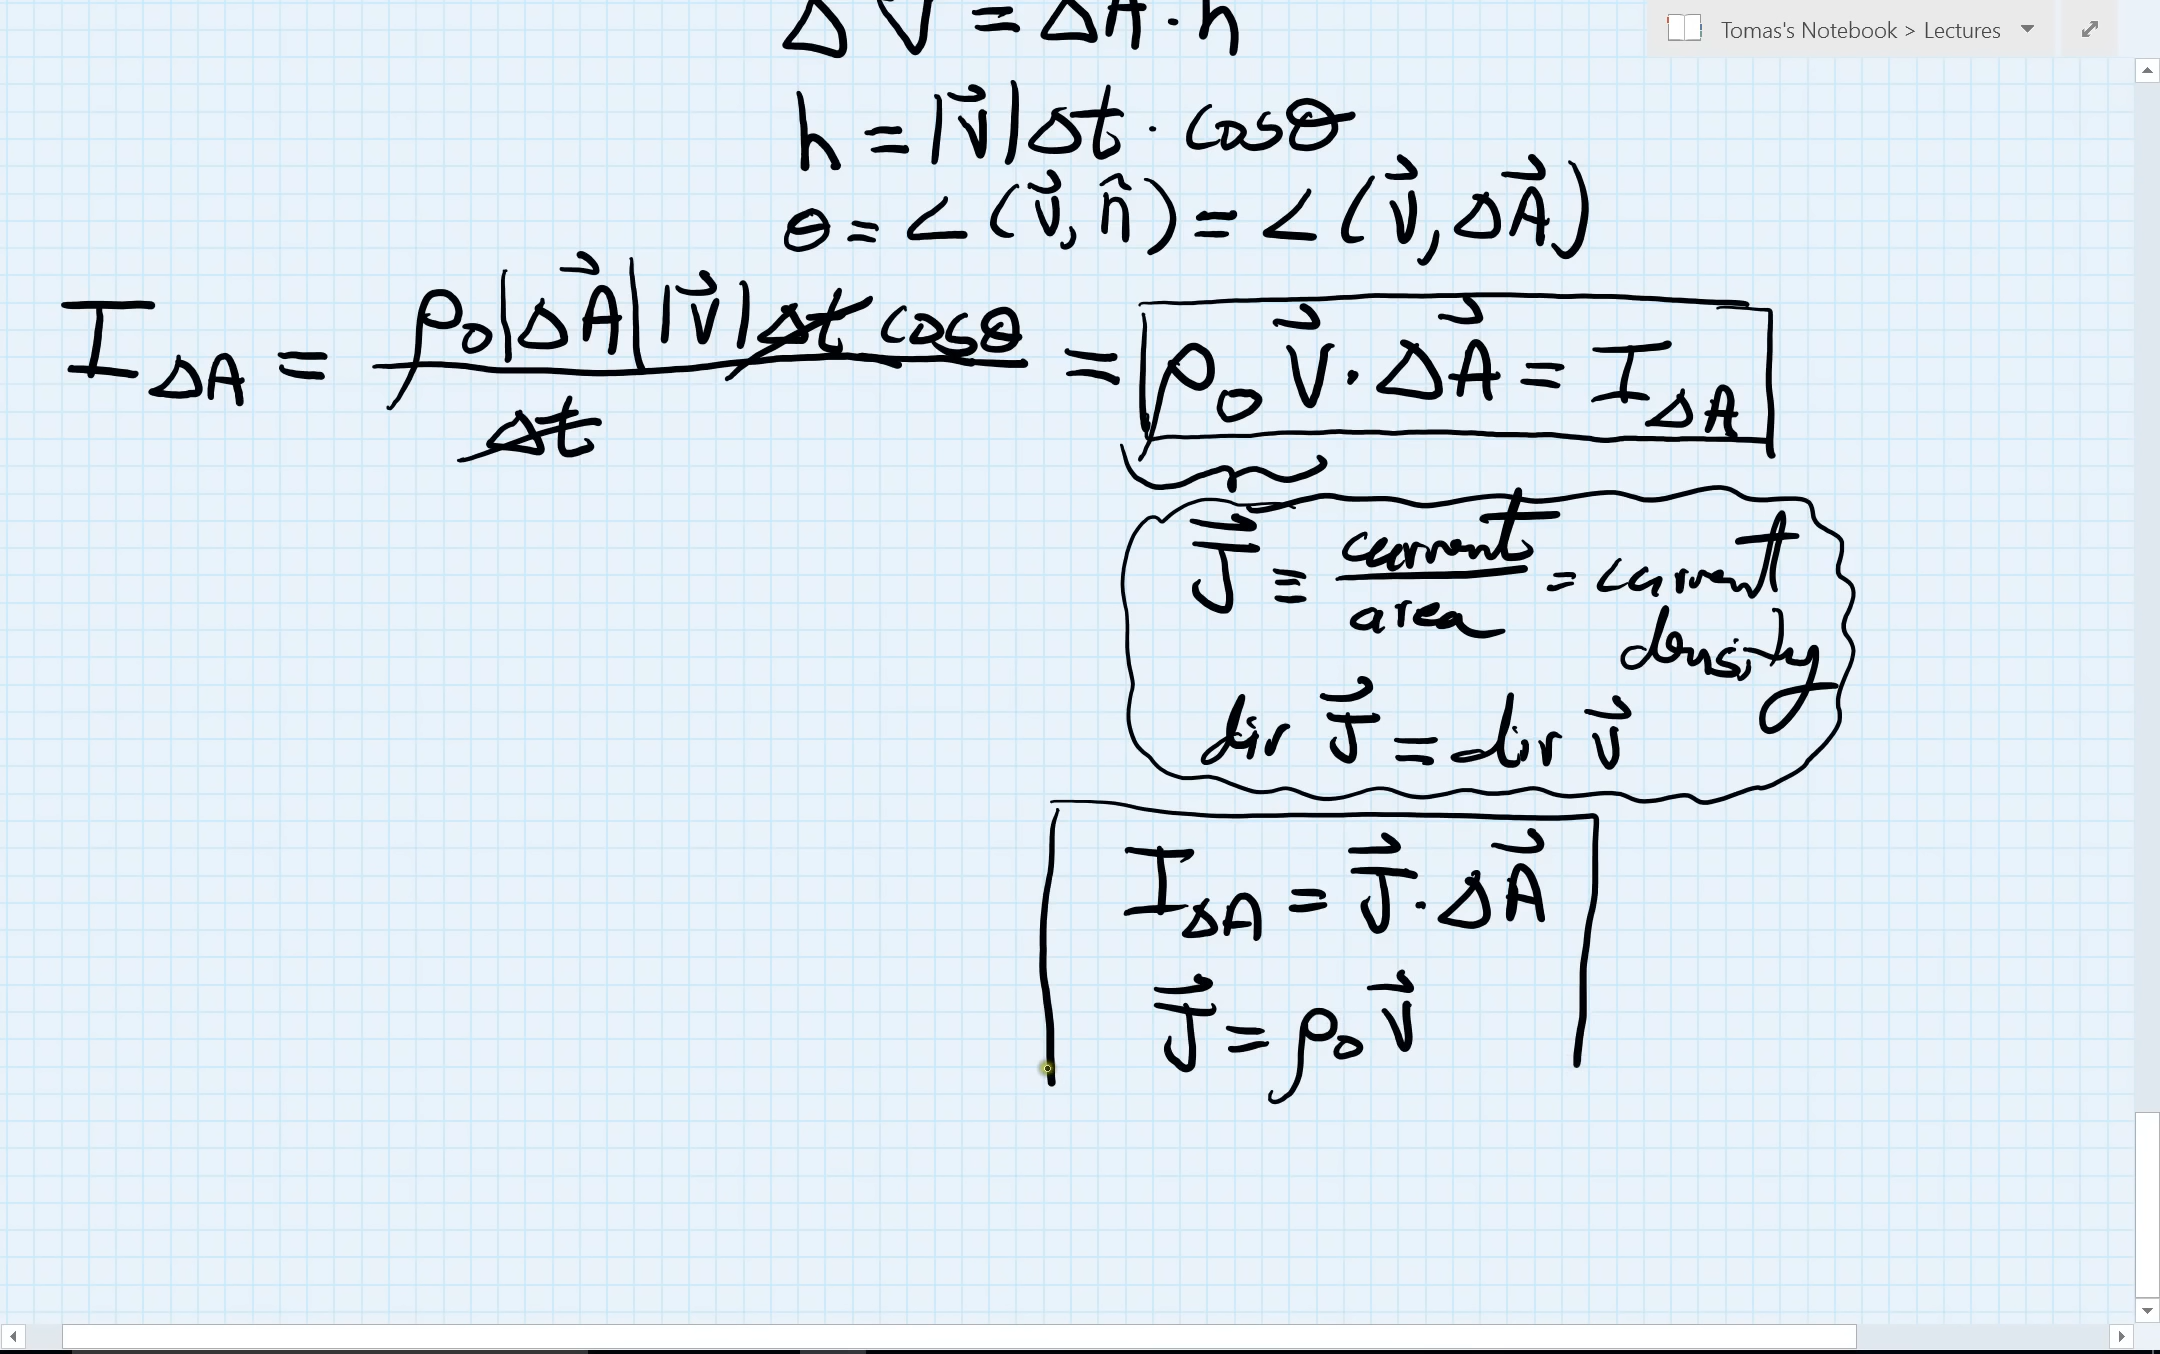 Tomas's Notebook > Lectures
ΔV = ΔA · h
h = |v⃗| Δt · cosθ
θ = ∠(v⃗, n̂) = ∠(v⃗, ΔA⃗)
I_ΔA = ρ₀|ΔA⃗||v⃗|Δt cosθ / Δt = ρ₀ v⃗ · ΔA⃗ = I_ΔA
J⃗ ≡ current / area = current
density
dir J⃗ = dir v⃗
I_ΔA = J⃗ · ΔA⃗
J⃗ = ρ₀ v⃗